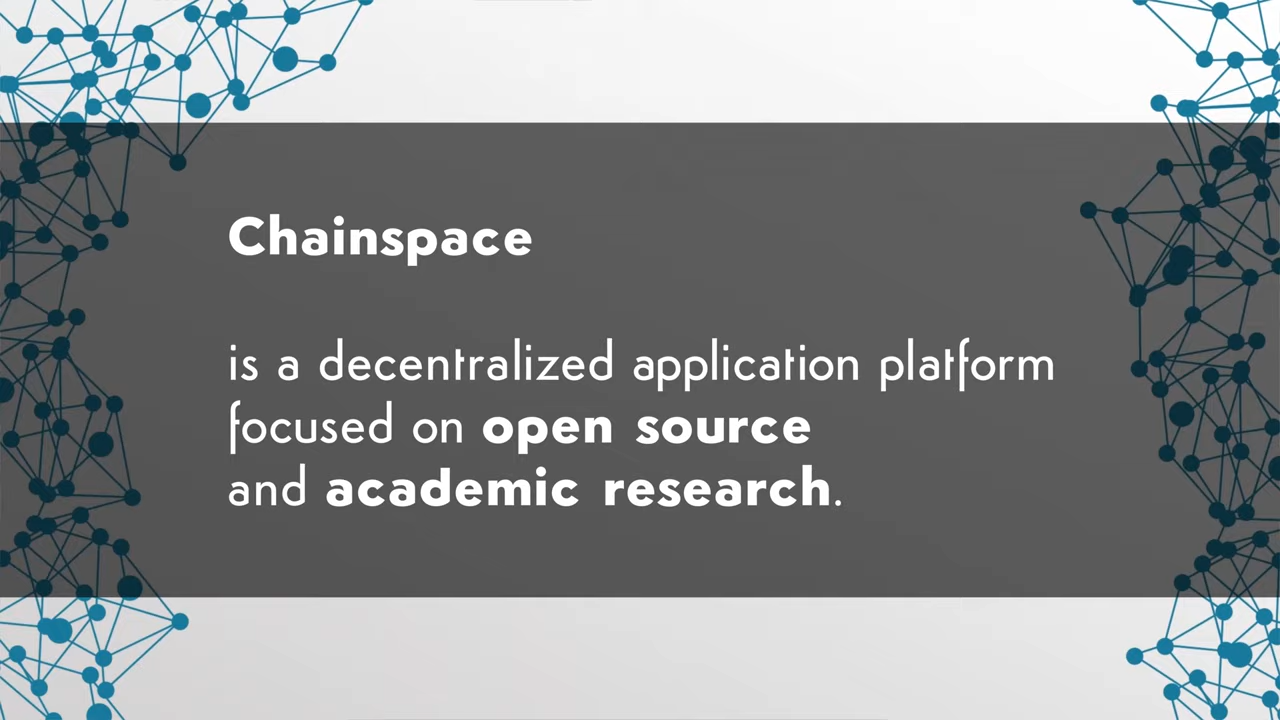 Chainspace
is a decentralized application platform
focused on open source
and academic research.